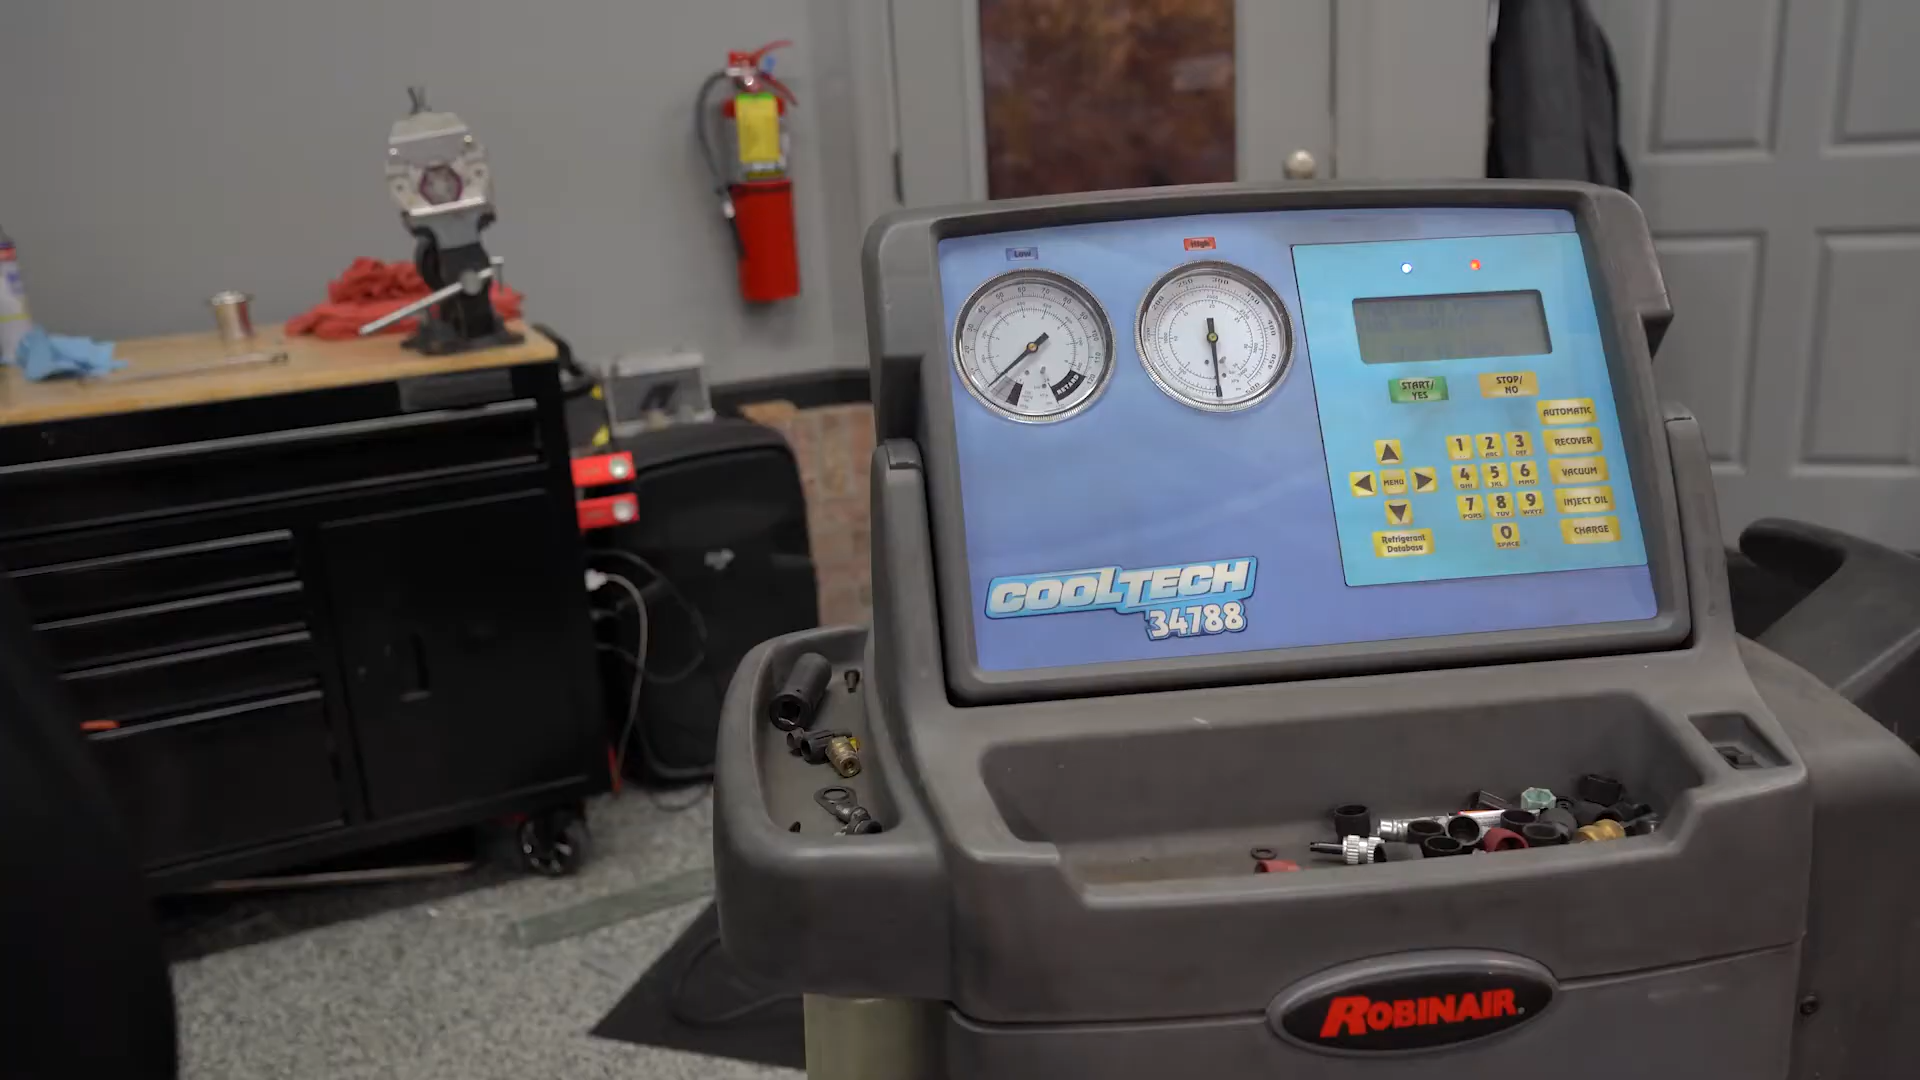 Low
High
RETARD
START/
YES
STOP/
NO
AUTOMATIC
RECOVER
VACUUM
INJECT OIL
CHARGE
MENU
1
2
ABC
3
DEF
4
GHI
5
JKL
6
MNO
7
PQRS
8
TUV
9
WXYZ
0
SPACE
Refrigerant
Database
COOLTECH
34788
ROBINAIR